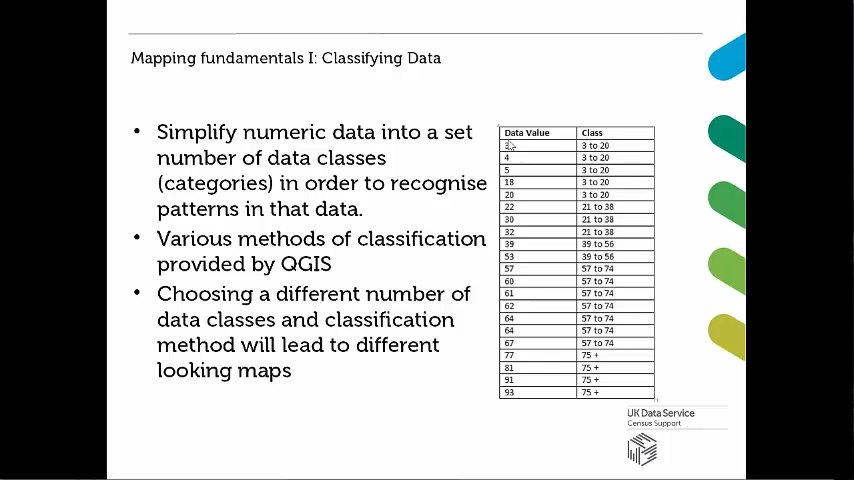 Mapping fundamentals I: Classifying Data
• Simplify numeric data into a set
number of data classes
(categories) in order to recognise
patterns in that data.
• Various methods of classification
provided by QGIS
• Choosing a different number of
data classes and classification
method will lead to different
looking maps
Data Value Class
3 3 to 20
4 3 to 20
5 3 to 20
18 3 to 20
20 3 to 20
22 21 to 38
30 21 to 38
32 21 to 38
39 39 to 56
53 39 to 56
57 57 to 74
60 57 to 74
61 57 to 74
62 57 to 74
64 57 to 74
64 57 to 74
67 57 to 74
77 75 +
81 75 +
91 75 +
93 75 +
UK Data Service
Census Support